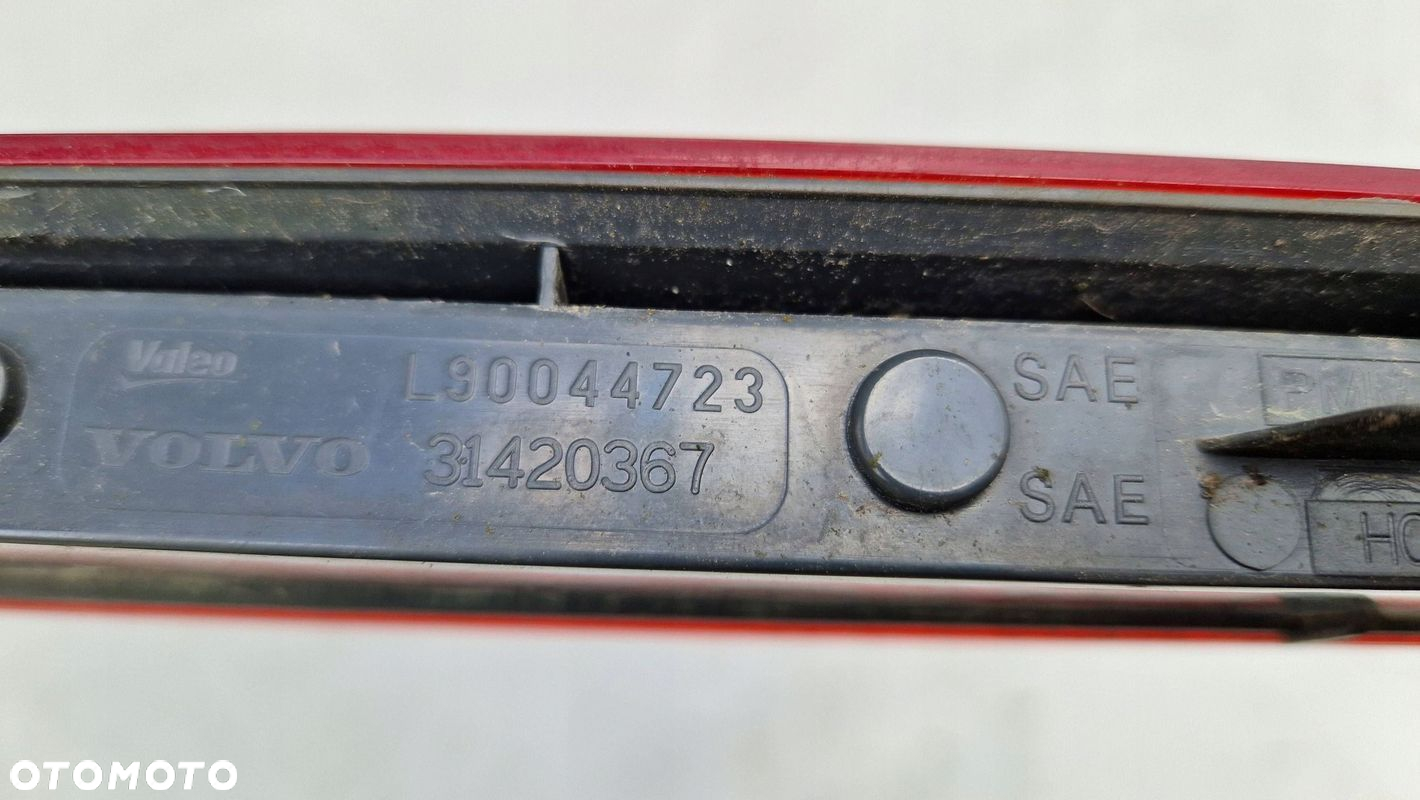 Valeo L90044723
VOLVO 31420367
SAE
SAE
OTOMOTO